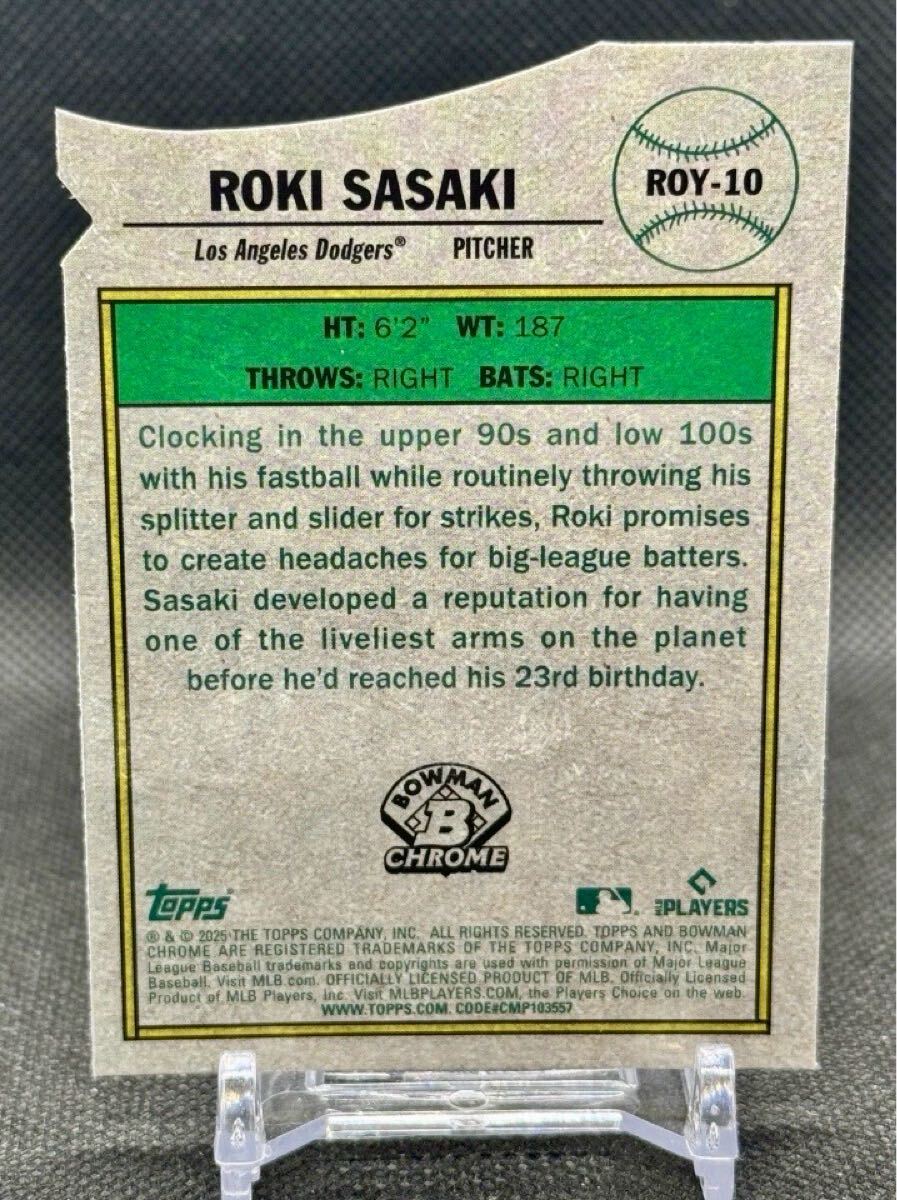 ROKI SASAKI
ROY-10
Los Angeles Dodgers® PITCHER
HT: 6'2" WT: 187
THROWS: RIGHT BATS: RIGHT
Clocking in the upper 90s and low 100s
with his fastball while routinely throwing his
splitter and slider for strikes, Roki promises
to create headaches for big-league batters.
Sasaki developed a reputation for having
one of the liveliest arms on the planet
before he'd reached his 23rd birthday.
BOWMAN
B
CHROME
Topps®
MLB PLAYERS
® & © 2025 THE TOPPS COMPANY, INC. ALL RIGHTS RESERVED. TOPPS AND BOWMAN
CHROME ARE REGISTERED TRADEMARKS OF THE TOPPS COMPANY, INC. Major
League Baseball trademarks and copyrights are used with permission of Major League
Baseball. Visit MLB.com. OFFICIALLY LICENSED PRODUCT OF MLB. Officially Licensed
Product of MLB Players, Inc. Visit MLBPLAYERS.COM, the Players Choice on the web.
WWW.TOPPS.COM. CODE#CMP103557